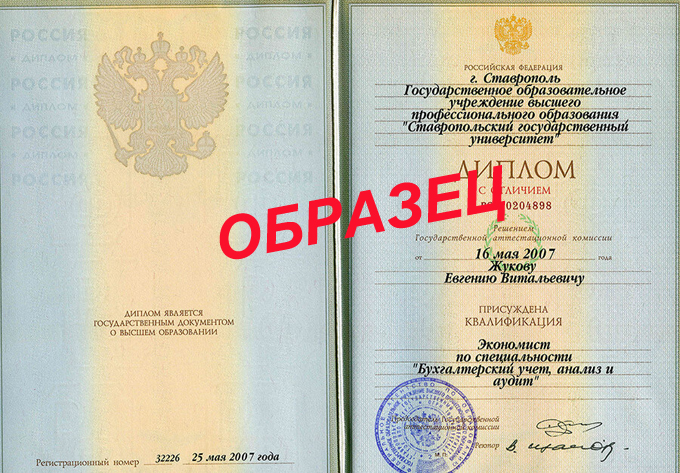 РОССИЯ РОССИЯ
ДИПЛОМ ДИПЛОМ
РОССИЯ
ДИПЛОМ
РОССИЯ
ДИПЛОМ
РОССИЯ
ДИПЛОМ ЯВЛЯЕТСЯ
ГОСУДАРСТВЕННЫМ ДОКУМЕНТОМ
О ВЫСШЕМ ОБРАЗОВАНИИ
Регистрационный номер 32226 25 мая 2007 года
РОССИЙСКАЯ ФЕДЕРАЦИЯ
г. Ставрополь
Государственное образовательное
учреждение высшего
профессионального образования
"Ставропольский государственный
университет"
ДИПЛОМ
С ОТЛИЧИЕМ
0204898
ОБРАЗЕЦ
Решением
Государственной аттестационной комиссии
от 16 мая 2007 года
Жукову
Евгению Витальевичу
ПРИСУЖДЕНА
КВАЛИФИКАЦИЯ
Экономист
по специальности
"Бухгалтерский учет, анализ и
аудит"
Председатель Государственной
аттестационной комиссии
Ректор